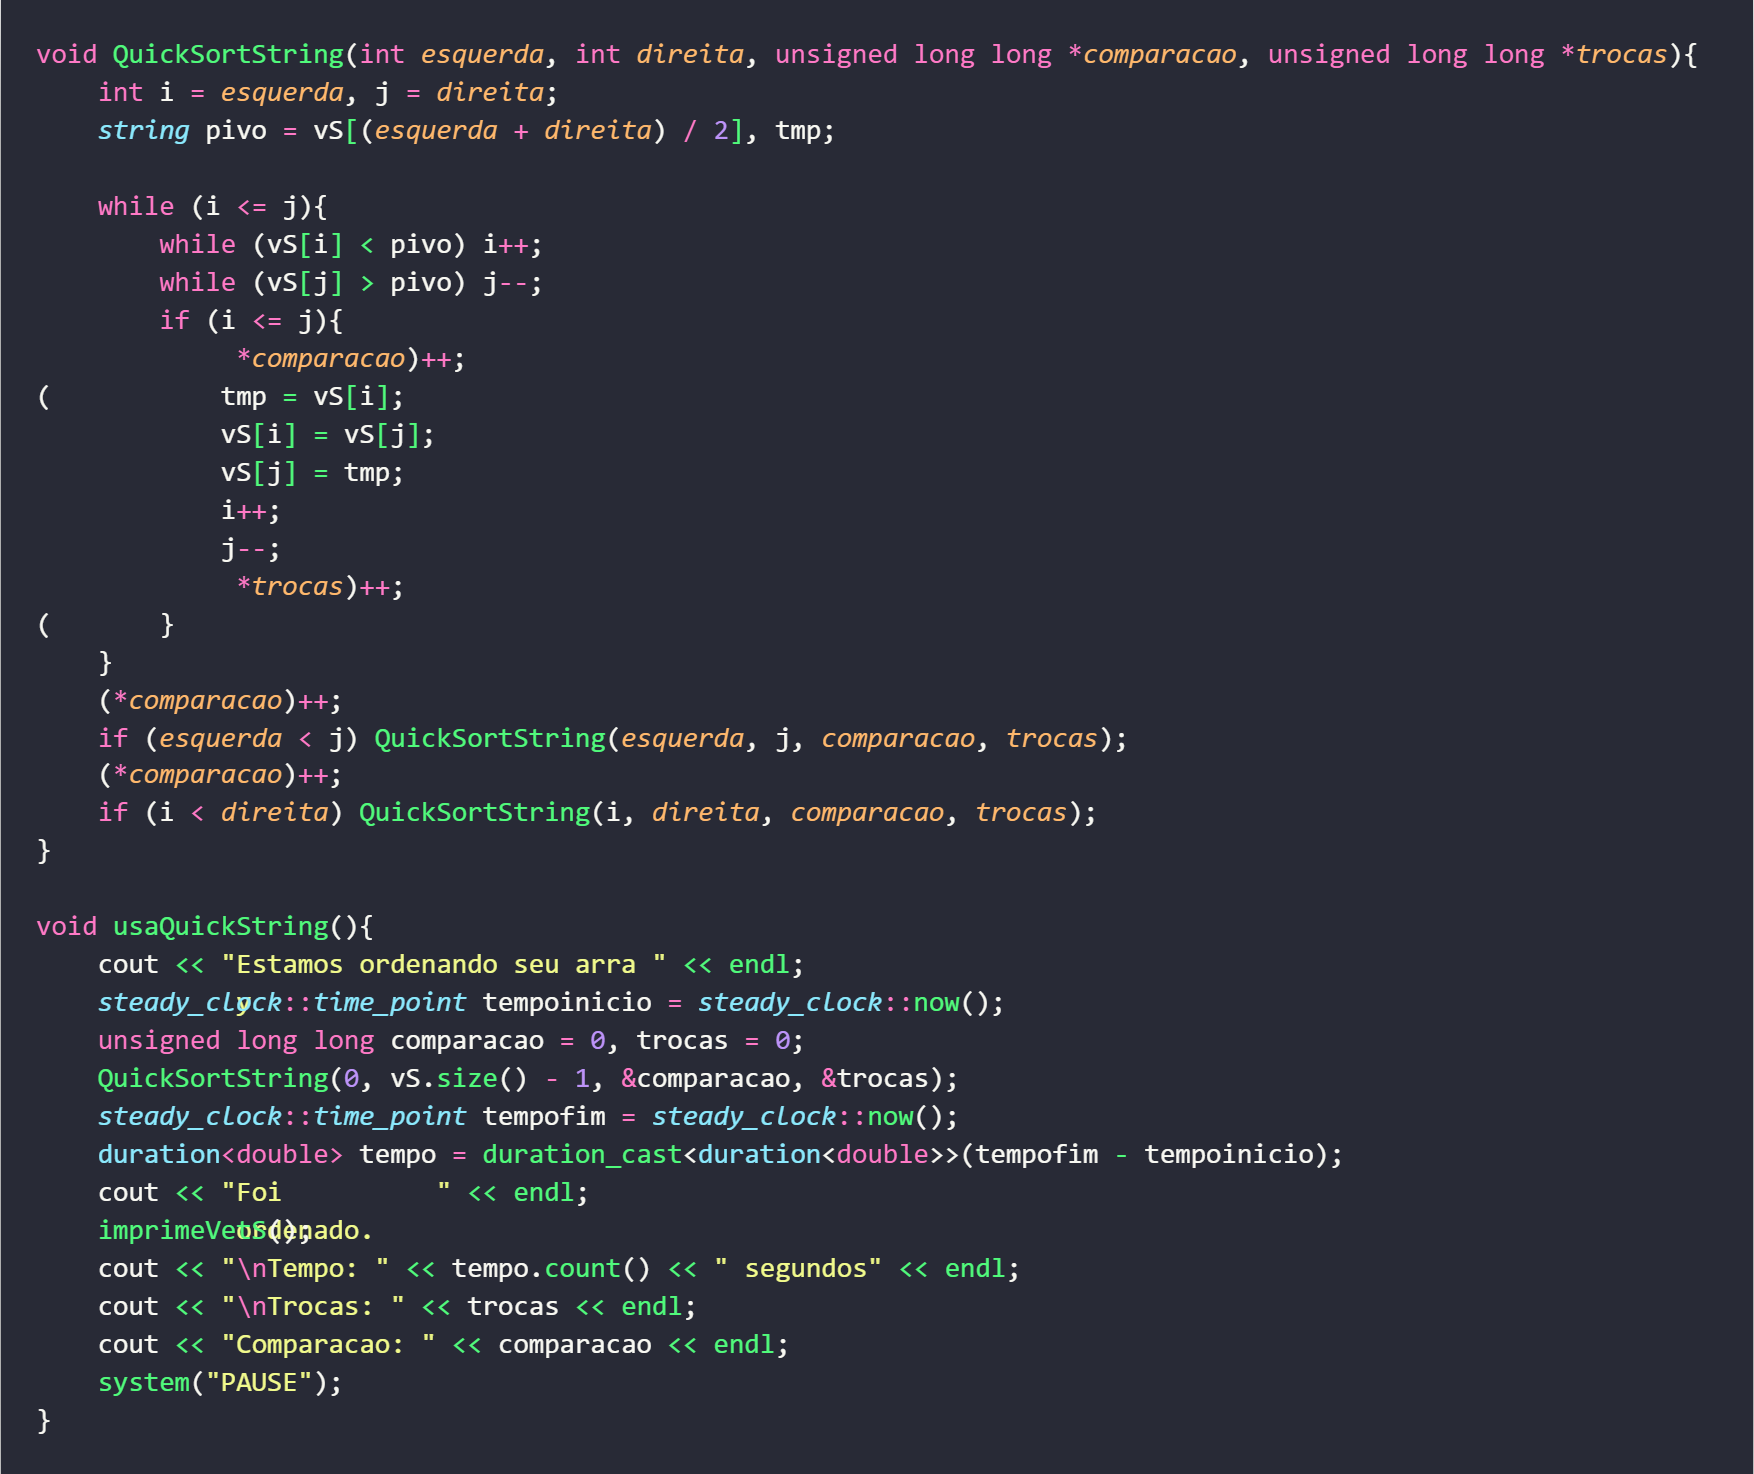 void QuickSortString(int esquerda, int direita, unsigned long long *comparacao, unsigned long long *trocas){
    int i = esquerda, j = direita;
    string pivo = vS[(esquerda + direita) / 2], tmp;

    while (i <= j){
        while (vS[i] < pivo) i++;
        while (vS[j] > pivo) j--;
        if (i <= j){
             *comparacao)++;
(           tmp = vS[i];
            vS[i] = vS[j];
            vS[j] = tmp;
            i++;
            j--;
             *trocas)++;
(       }
    }
    (*comparacao)++;
    if (esquerda < j) QuickSortString(esquerda, j, comparacao, trocas);
    (*comparacao)++;
    if (i < direita) QuickSortString(i, direita, comparacao, trocas);
}

void usaQuickString(){
    cout << "Estamos ordenando seu arra " << endl;
y
    steady_clock::time_point tempoinicio = steady_clock::now();
    unsigned long long comparacao = 0, trocas = 0;
    QuickSortString(0, vS.size() - 1, &comparacao, &trocas);
    steady_clock::time_point tempofim = steady_clock::now();
    duration<double> tempo = duration_cast<duration<double>>(tempofim - tempoinicio);
    cout << "Foi          " << endl;
ordenado.
    imprimeVetS();
    cout << "\nTempo: " << tempo.count() << " segundos" << endl;
    cout << "\nTrocas: " << trocas << endl;
    cout << "Comparacao: " << comparacao << endl;
    system("PAUSE");
}